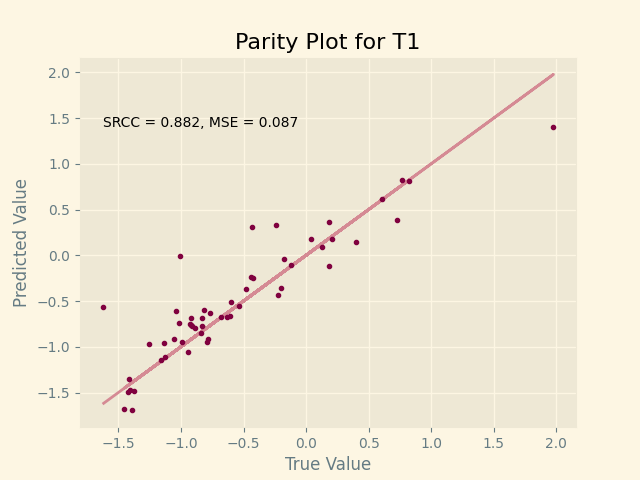 Parity Plot for T1
2.0
1.5
SRCC = 0.882, MSE = 0.087
1.0
0.5
0.0
−0.5
−1.0
−1.5
Predicted Value
−1.5 −1.0 −0.5 0.0 0.5 1.0 1.5 2.0
True Value